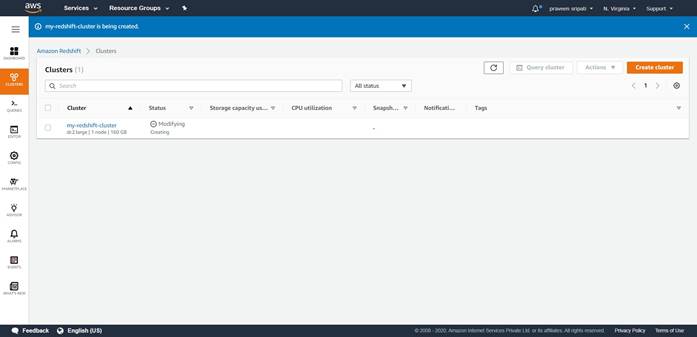 aws
Services
Resource Groups
praveen sripati
N. Virginia
Support
my-redshift-cluster is being created.
Amazon Redshift > Clusters
DASHBOARD
CLUSTERS
QUERIES
EDITOR
CONFIG
MARKETPLACE
ADVISOR
ALARMS
EVENTS
WHAT'S NEW
Clusters (1)
Query cluster
Actions
Create cluster
Search
All status
1
Cluster
Status
Storage capacity us...
CPU utilization
Snapsh...
Notificati...
Tags
my-redshift-cluster
Modifying
-
dc2.large | 1 node | 160 GB
Creating
Feedback
English (US)
© 2008 - 2020, Amazon Internet Services Private Ltd. or its affiliates. All rights reserved.
Privacy Policy
Terms of Use